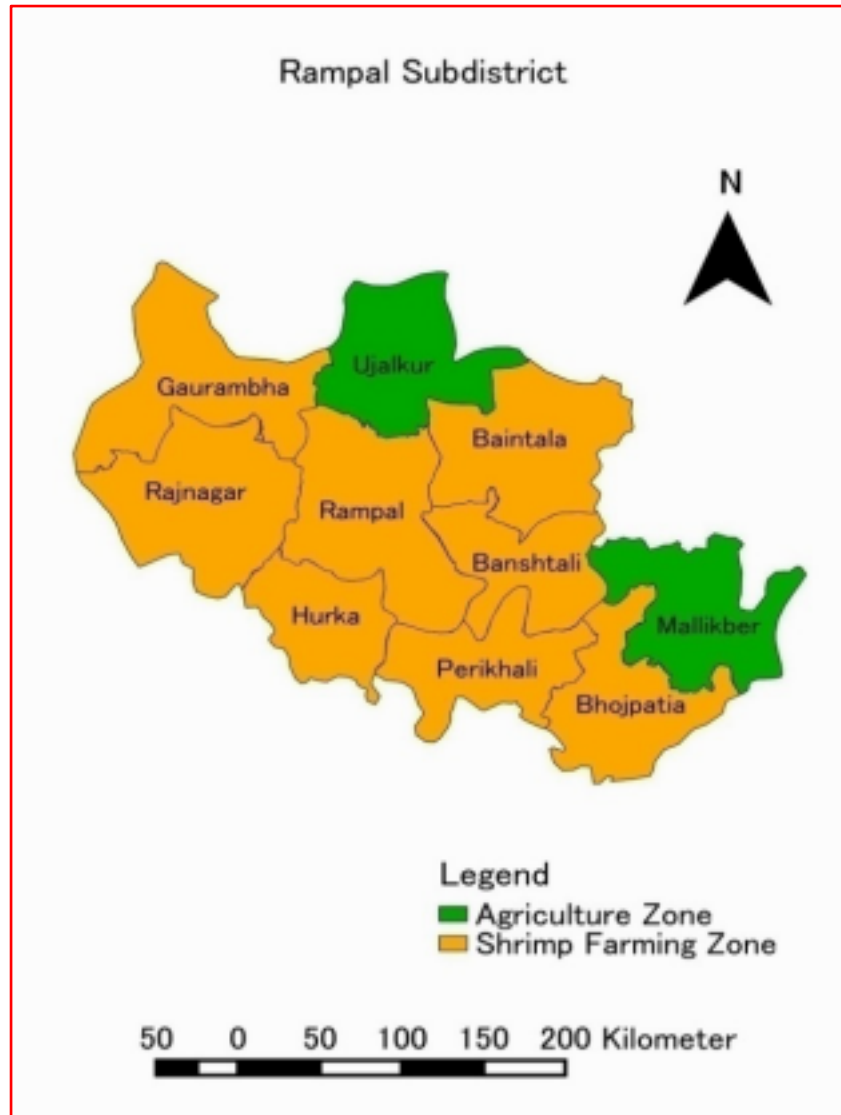 Rampal Subdistrict
N
Ujalkur
Gaurambha
Baintala
Rajnagar
Rampal
Banshtali
Hurka
Mallikber
Perikhali
Bhojpatia
Legend
Agriculture Zone
Shrimp Farming Zone
50 0 50 100 150 200 Kilometer